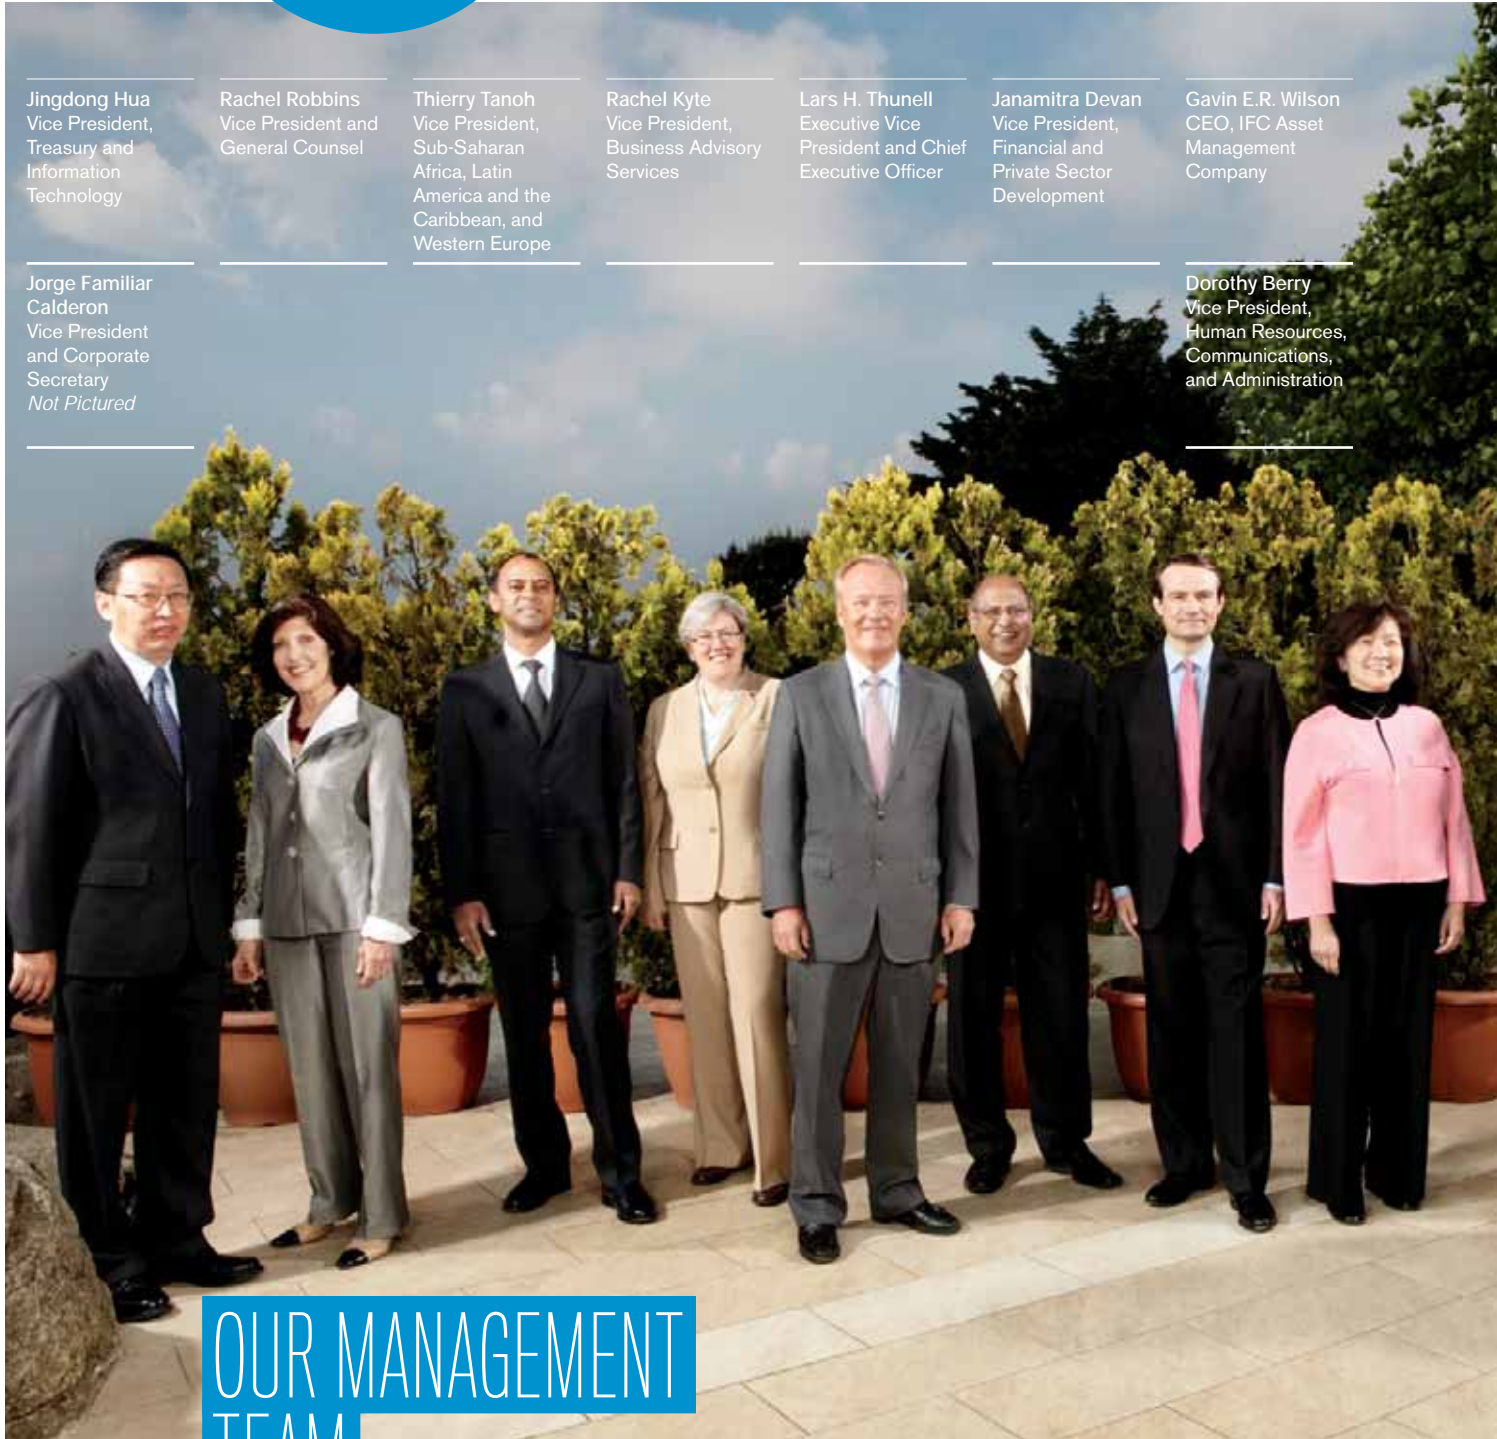 Jingdong Hua
Vice President,
Treasury and
Information
Technology
Rachel Robbins
Vice President and
General Counsel
Thierry Tanoh
Vice President,
Sub-Saharan
Africa, Latin
America and the
Caribbean, and
Western Europe
Rachel Kyte
Vice President,
Business Advisory
Services
Lars H. Thunell
Executive Vice
President and Chief
Executive Officer
Janamitra Devan
Vice President,
Financial and
Private Sector
Development
Gavin E.R. Wilson
CEO, IFC Asset
Management
Company
Jorge Familiar
Calderon
Vice President
and Corporate
Secretary
Not Pictured
Dorothy Berry
Vice President,
Human Resources,
Communications,
and Administration
OUR MANAGEMENT
TEAM